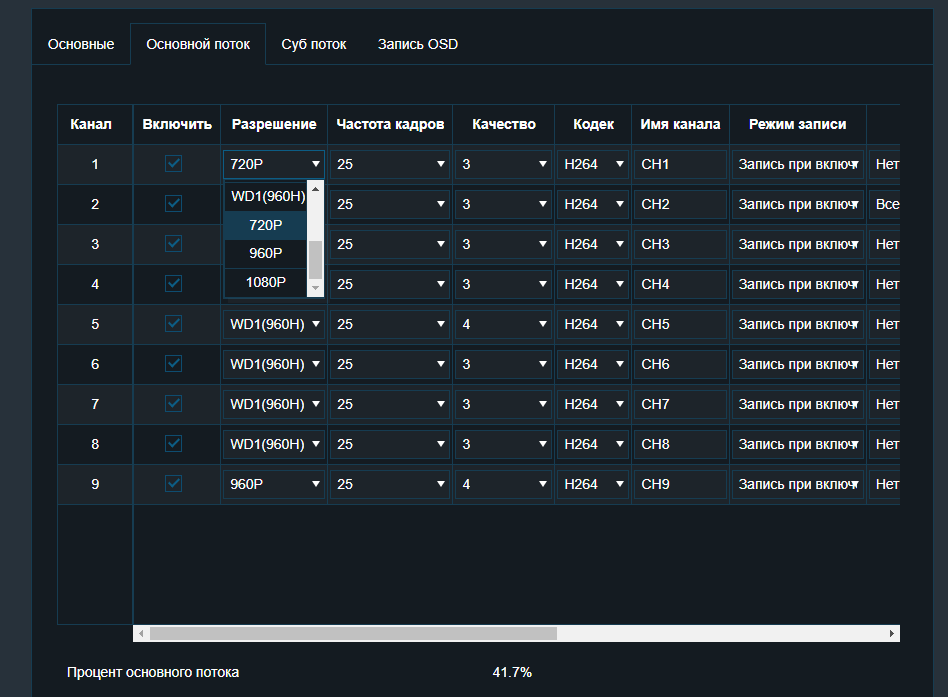 Основные Основной поток Суб поток Запись OSD
Канал Включить Разрешение Частота кадров Качество Кодек Имя канала Режим записи
1 720P 25 3 H264 CH1 Запись при включ Нет
WD1(960H)
2 25 3 H264 CH2 Запись при включ Все
720P
3 25 3 H264 CH3 Запись при включ Нет
960P
4 1080P 25 3 H264 CH4 Запись при включ Нет
5 WD1(960H) 25 4 H264 CH5 Запись при включ Нет
6 WD1(960H) 25 3 H264 CH6 Запись при включ Нет
7 WD1(960H) 25 3 H264 CH7 Запись при включ Нет
8 WD1(960H) 25 3 H264 CH8 Запись при включ Нет
9 960P 25 4 H264 CH9 Запись при включ Нет
Процент основного потока 41.7%